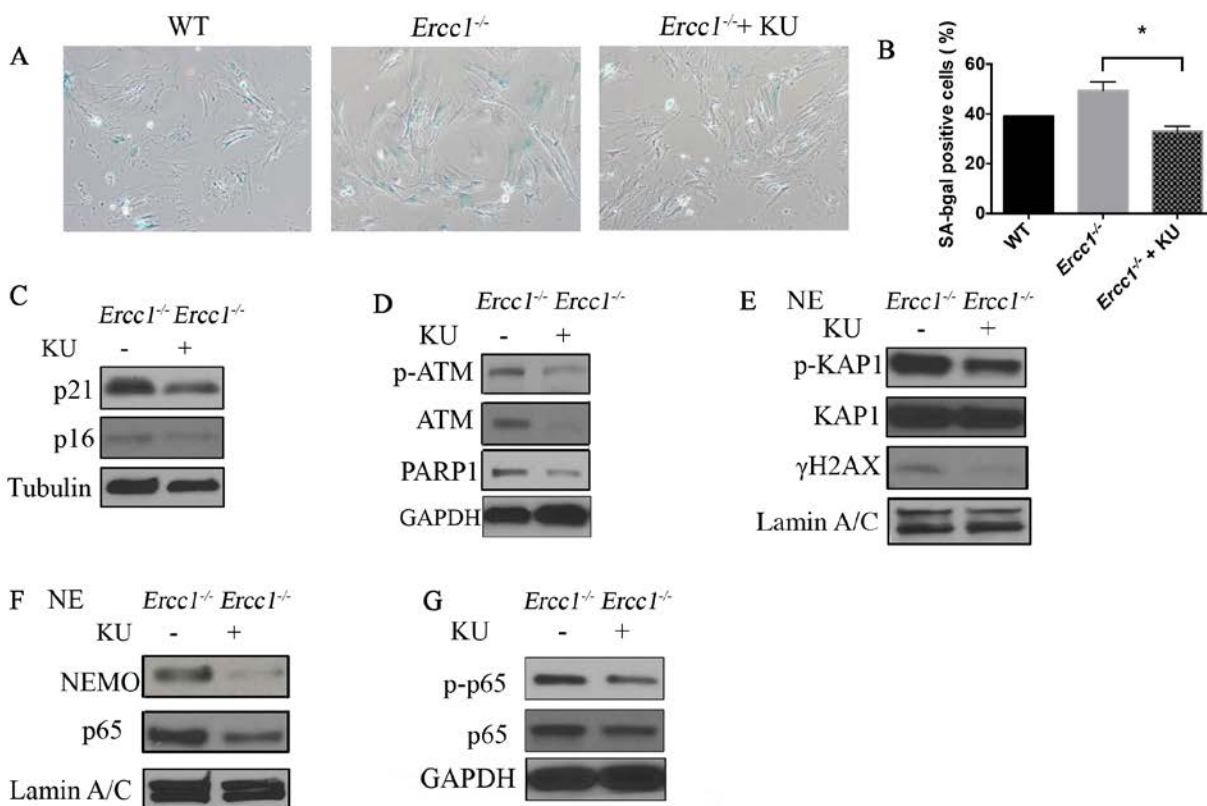 A
WT
Ercc1-/-
Ercc1-/- + KU
B
SA-bgal positive cells (%)
60
40
20
0
*
WT
Ercc1-/-
Ercc1-/- + KU
C
Ercc1-/- Ercc1-/-
KU - +
p21
p16
Tubulin
D
Ercc1-/- Ercc1-/-
KU - +
p-ATM
ATM
PARP1
GAPDH
E NE Ercc1-/- Ercc1-/-
KU - +
p-KAP1
KAP1
γH2AX
Lamin A/C
F NE Ercc1-/- Ercc1-/-
KU - +
NEMO
p65
Lamin A/C
G Ercc1-/- Ercc1-/-
KU - +
p-p65
p65
GAPDH